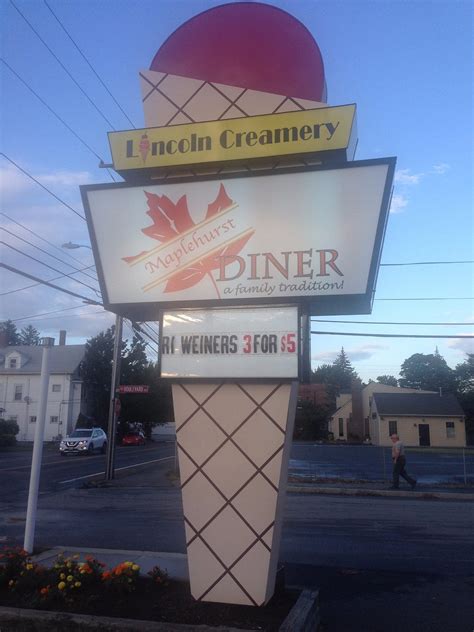 Lincoln Creamery
Maplehurst
DINER
a family tradition!
RI WEINERS 3 FOR $5